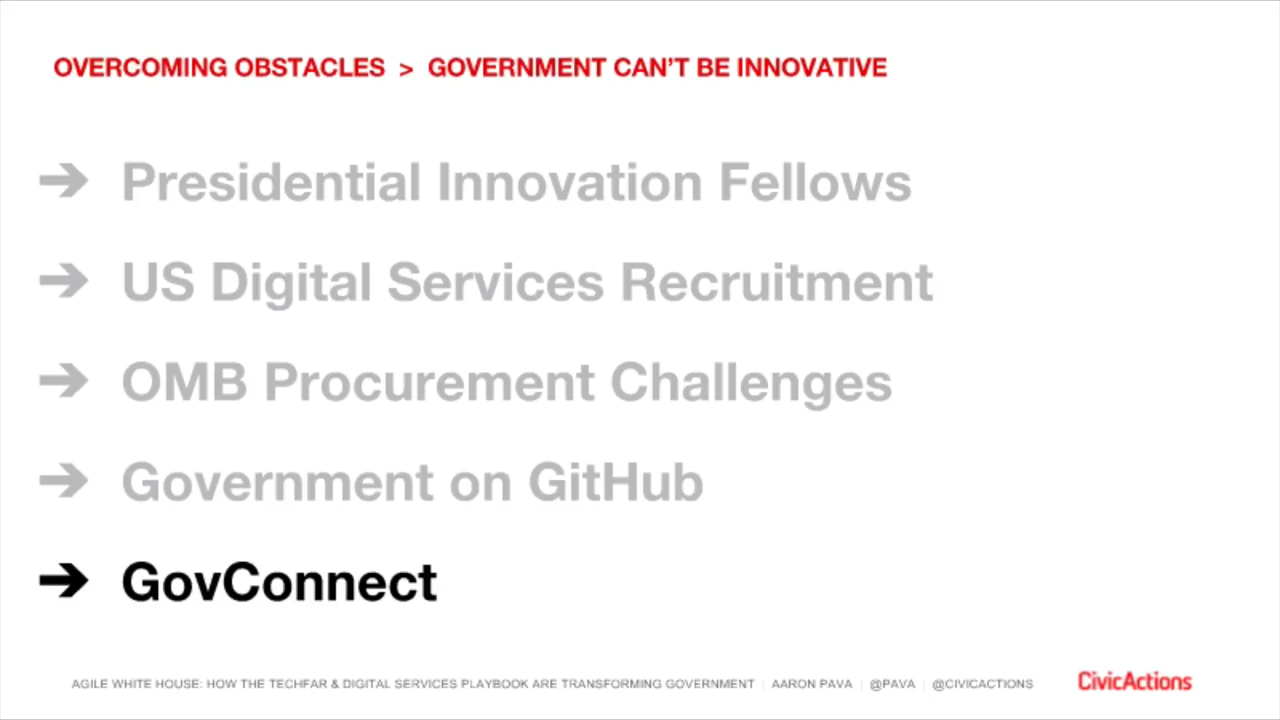 OVERCOMING OBSTACLES > GOVERNMENT CAN'T BE INNOVATIVE
➔ Presidential Innovation Fellows
➔ US Digital Services Recruitment
➔ OMB Procurement Challenges
➔ Government on GitHub
➔ GovConnect
AGILE WHITE HOUSE: HOW THE TECHFAR & DIGITAL SERVICES PLAYBOOK ARE TRANSFORMING GOVERNMENT | AARON PAVA | @PAVA | @CIVICACTIONS
CivicActions